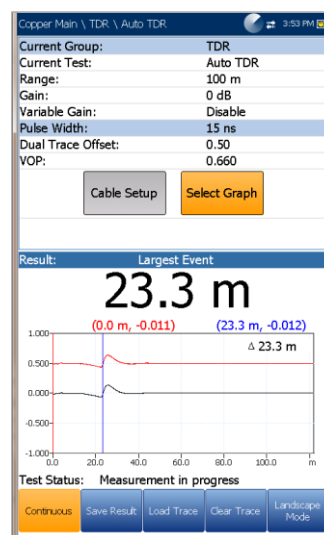 Copper Main \ TDR \ Auto TDR 3:53 PM
Current Group: TDR
Current Test: Auto TDR
Range: 100 m
Gain: 0 dB
Variable Gain: Disable
Pulse Width: 15 ns
Dual Trace Offset: 0.50
VOP: 0.660
Cable Setup Select Graph
Result: Largest Event
23.3 m
(0.0 m, -0.011) (23.3 m, -0.012)
Δ 23.3 m
1.000
0.500
0.000
-0.500
-1.000
0.0 20.0 40.0 60.0 80.0 100.0 m
Test Status: Measurement in progress
Continuous Save Result Load Trace Clear Trace Landscape Mode